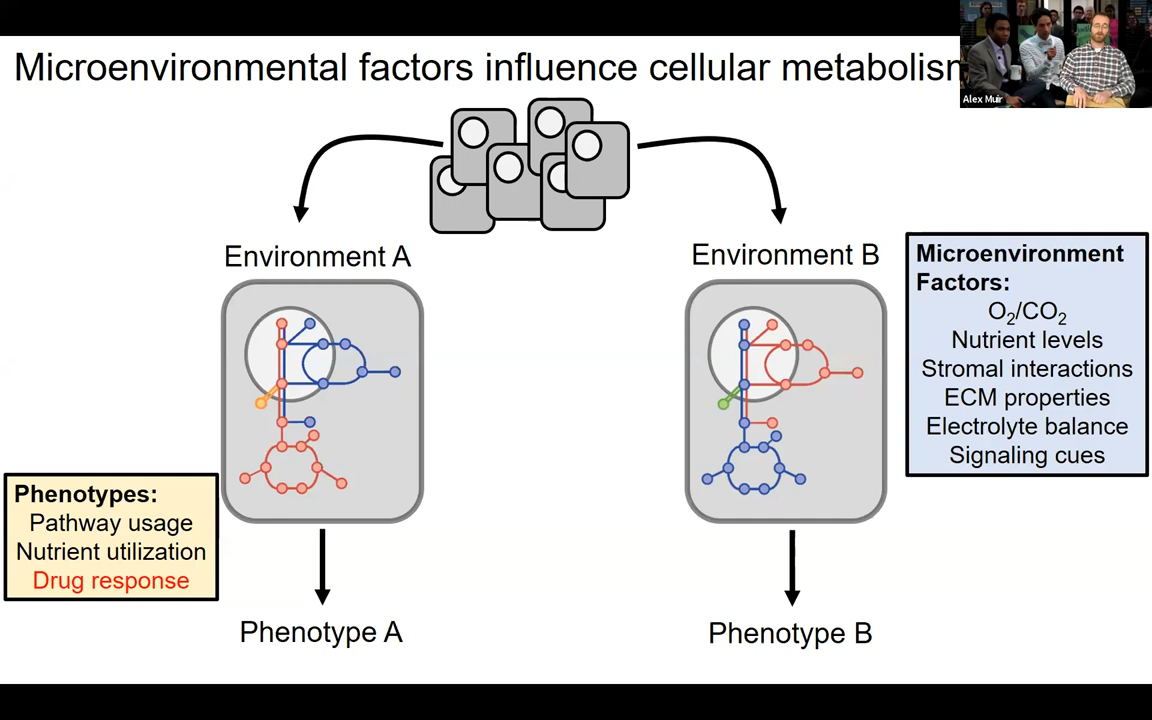 Microenvironmental factors influence cellular metabolism
Alex Muir
Environment A
Environment B
Microenvironment
Factors:
O₂/CO₂
Nutrient levels
Stromal interactions
ECM properties
Electrolyte balance
Signaling cues
Phenotypes:
Pathway usage
Nutrient utilization
Drug response
Phenotype A
Phenotype B